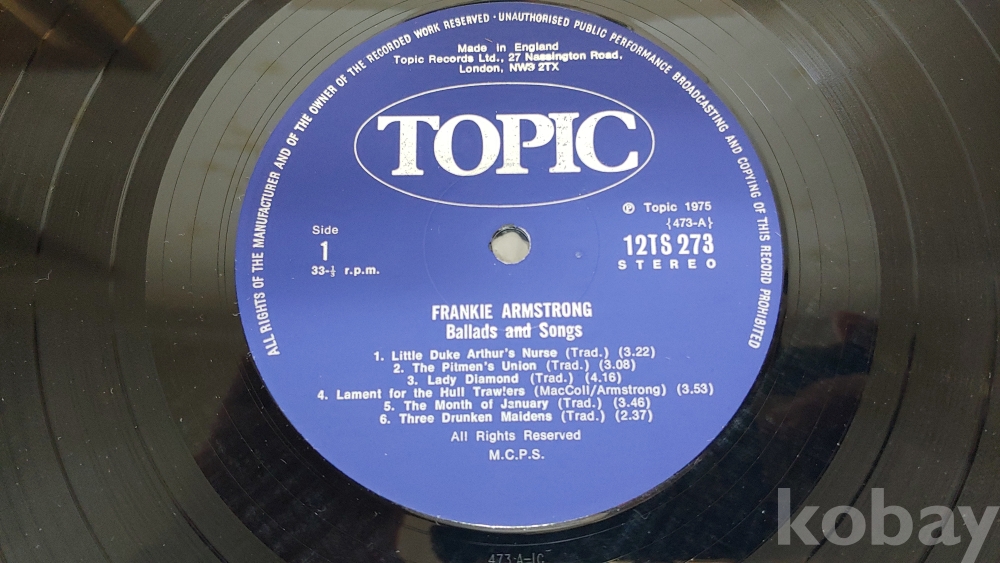 ALL RIGHTS OF THE MANUFACTURER AND OF THE OWNER OF THE RECORDED WORK RESERVED · UNAUTHORISED PUBLIC PERFORMANCE BROADCASTING AND COPYING OF THIS RECORD PROHIBITED
Made in England
Topic Records Ltd., 27 Nassington Road,
London, NW3 2TX
TOPIC
℗ Topic 1975
{473-A}
12TS 273
STEREO
Side
1
33-⅓ r.p.m.
FRANKIE ARMSTRONG
Ballads and Songs
1. Little Duke Arthur's Nurse (Trad.) (3.22)
2. The Pitmen's Union (Trad.) (3.08)
3. Lady Diamond (Trad.) (4.16)
4. Lament for the Hull Trawlers (MacColl/Armstrong) (3.53)
5. The Month of January (Trad.) (3.46)
6. Three Drunken Maidens (Trad.) (2.37)
All Rights Reserved
M.C.P.S.
473-A-1C
kobay